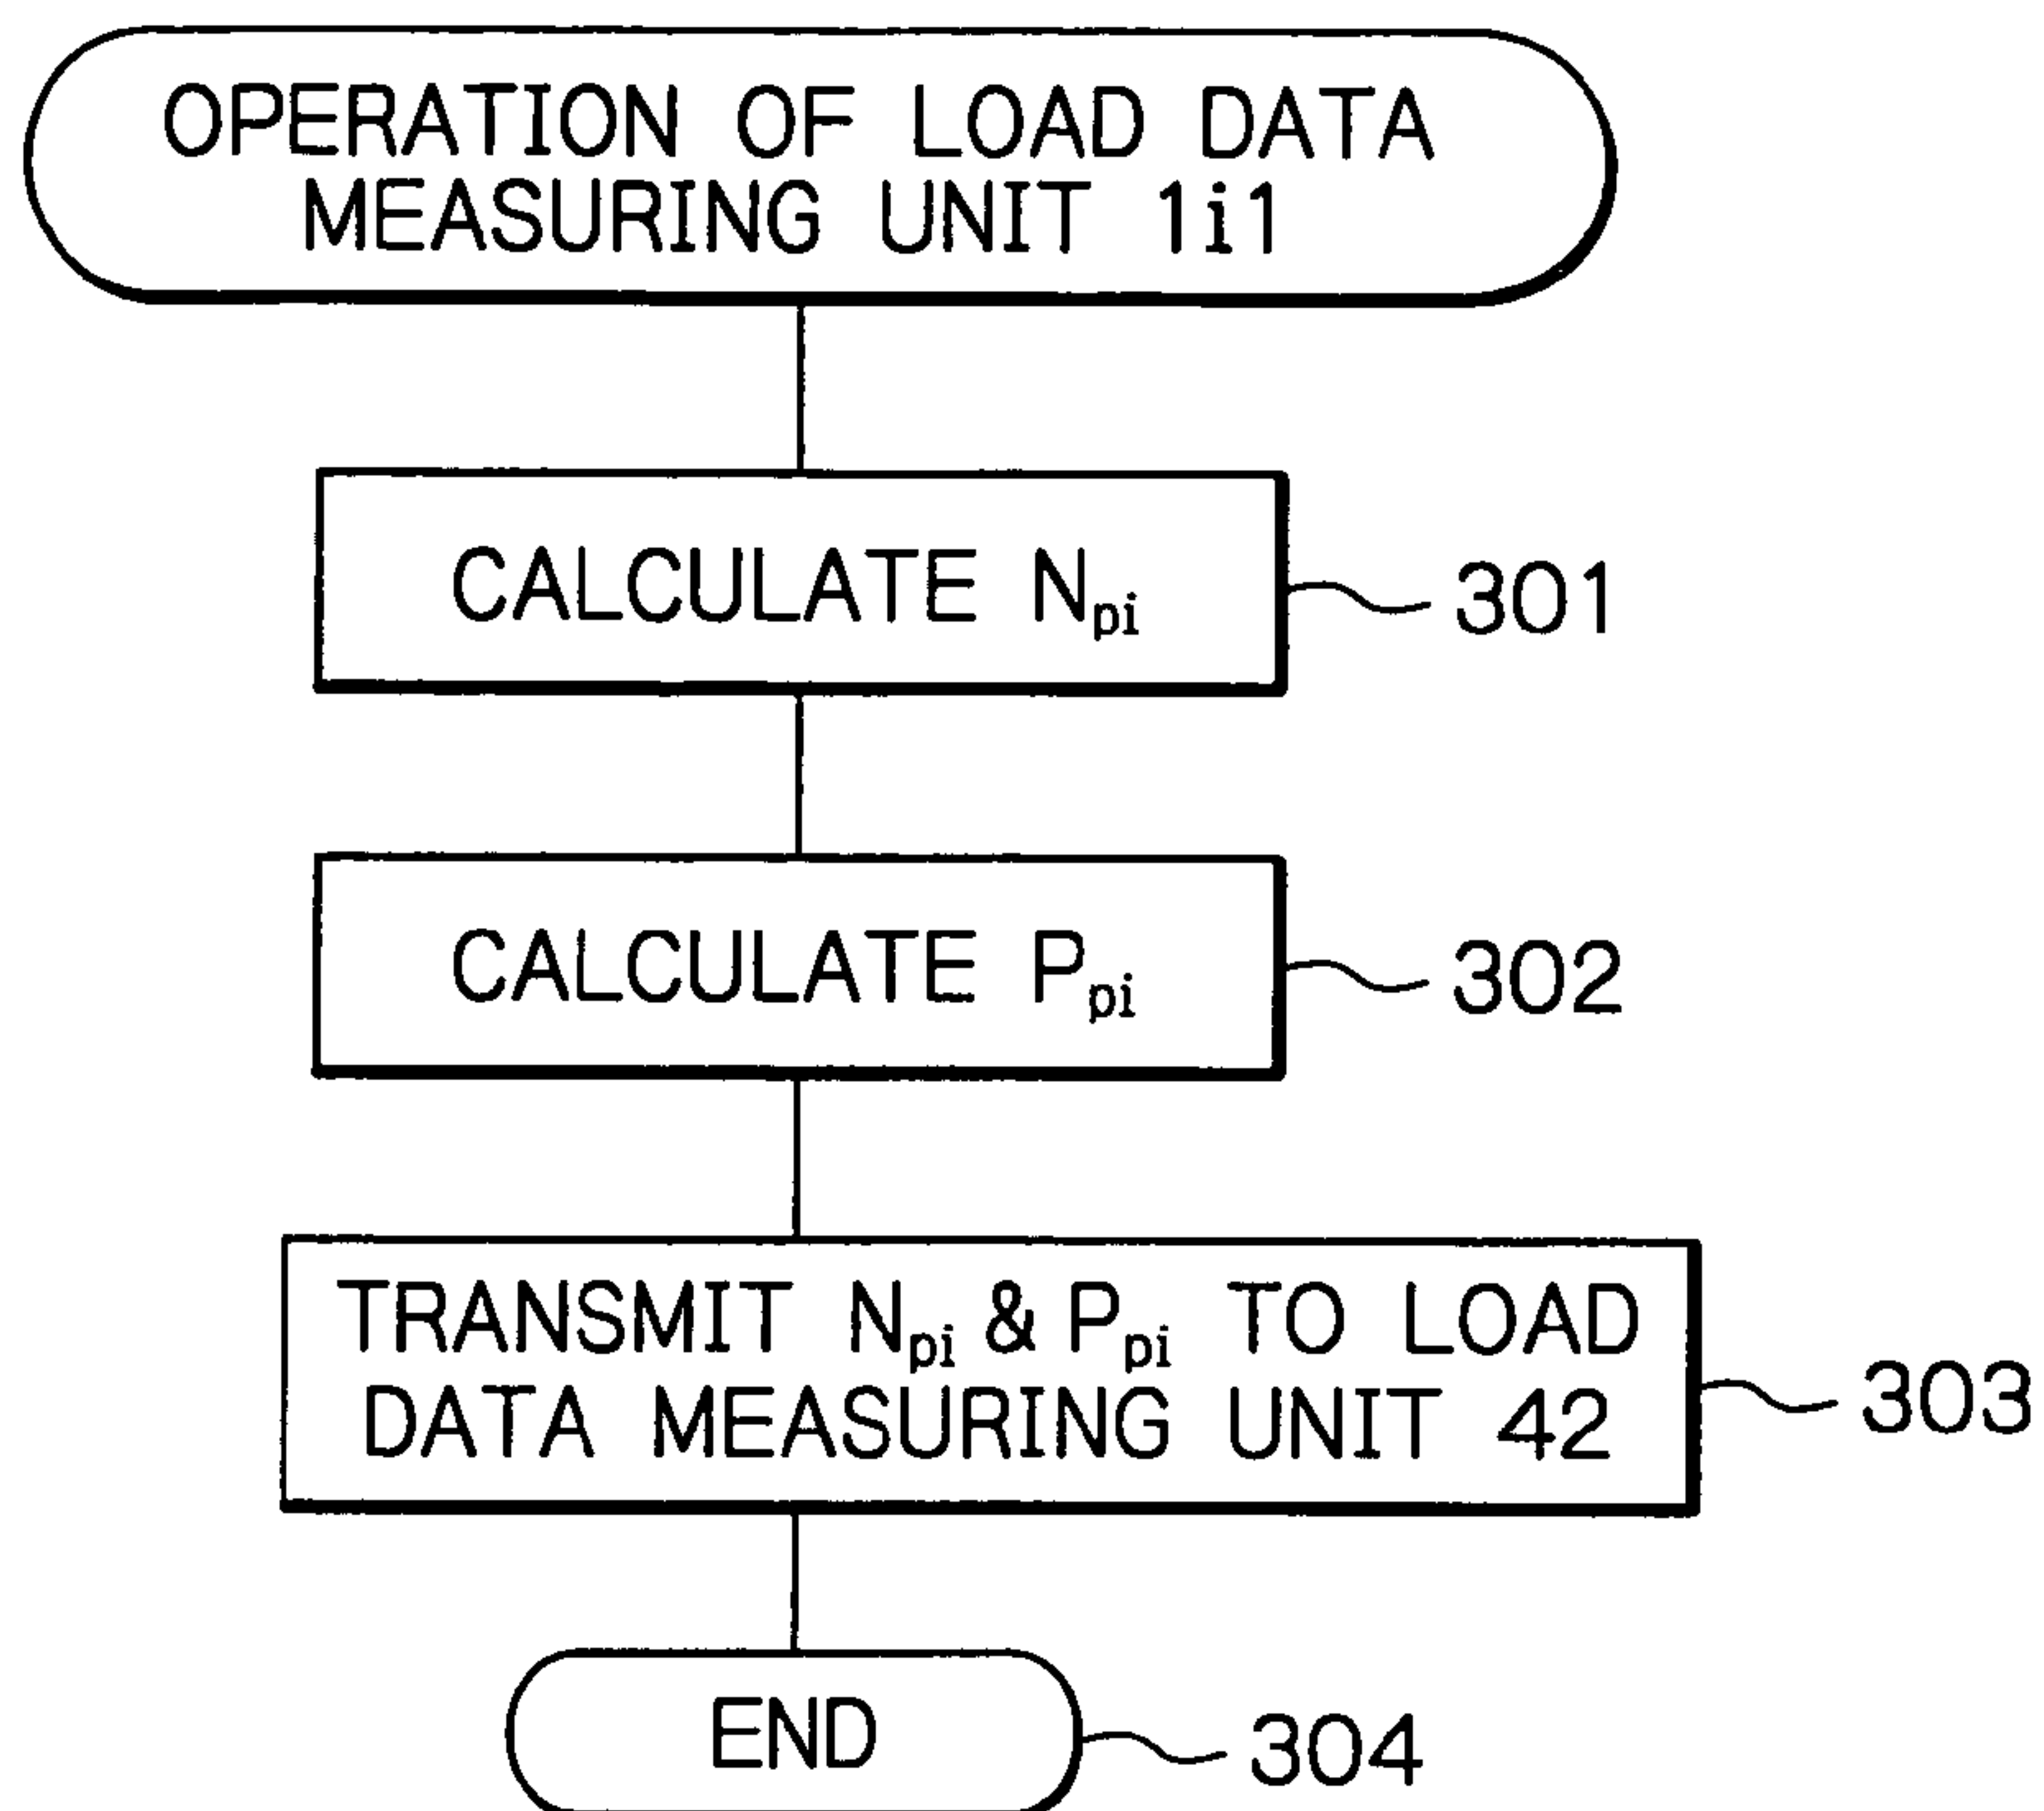 OPERATION OF LOAD DATA
MEASURING UNIT 1i1
CALCULATE Npi
301
CALCULATE Ppi
302
TRANSMIT Npi & Ppi TO LOAD
DATA MEASURING UNIT 42
303
END
304